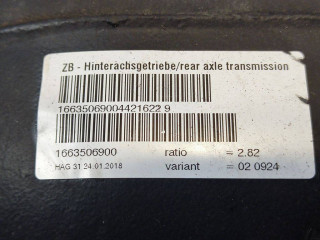 ZB - Hinterachsgetriebe/rear axle transmission
16635069004421622 9
1663506900 ratio = 2.82
HAG 31 24.01.2018 variant = 02 0924